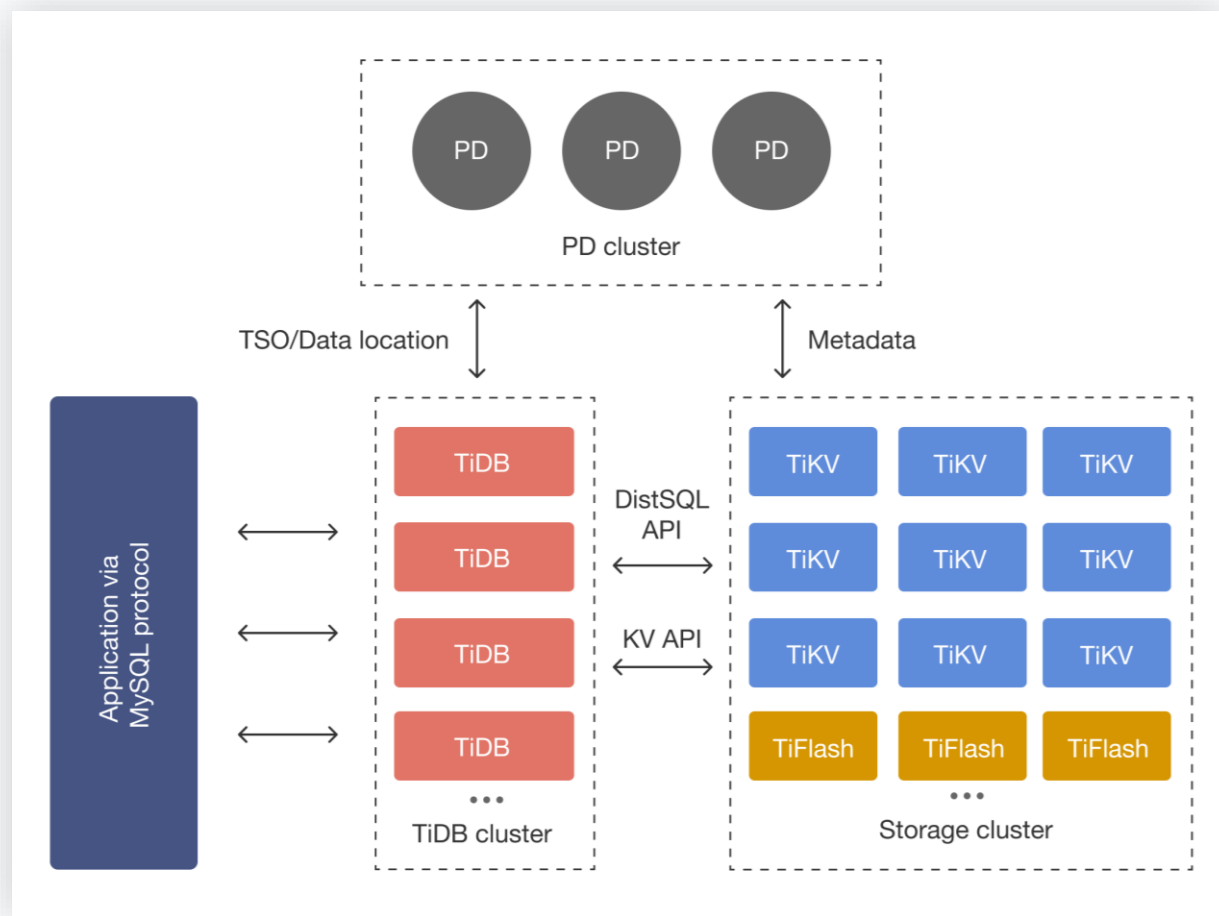 PD PD PD
PD cluster
TSO/Data location
Metadada
Application via
MySQL protocol
TiDB
TiDB
TiDB
TiDB
•••
TiDB cluster
DistSQL
API
KV API
TiKV TiKV TiKV
TiKV TiKV TiKV
TiKV TiKV TiKV
TiFlash TiFlash TiFlash
•••
Storage cluster